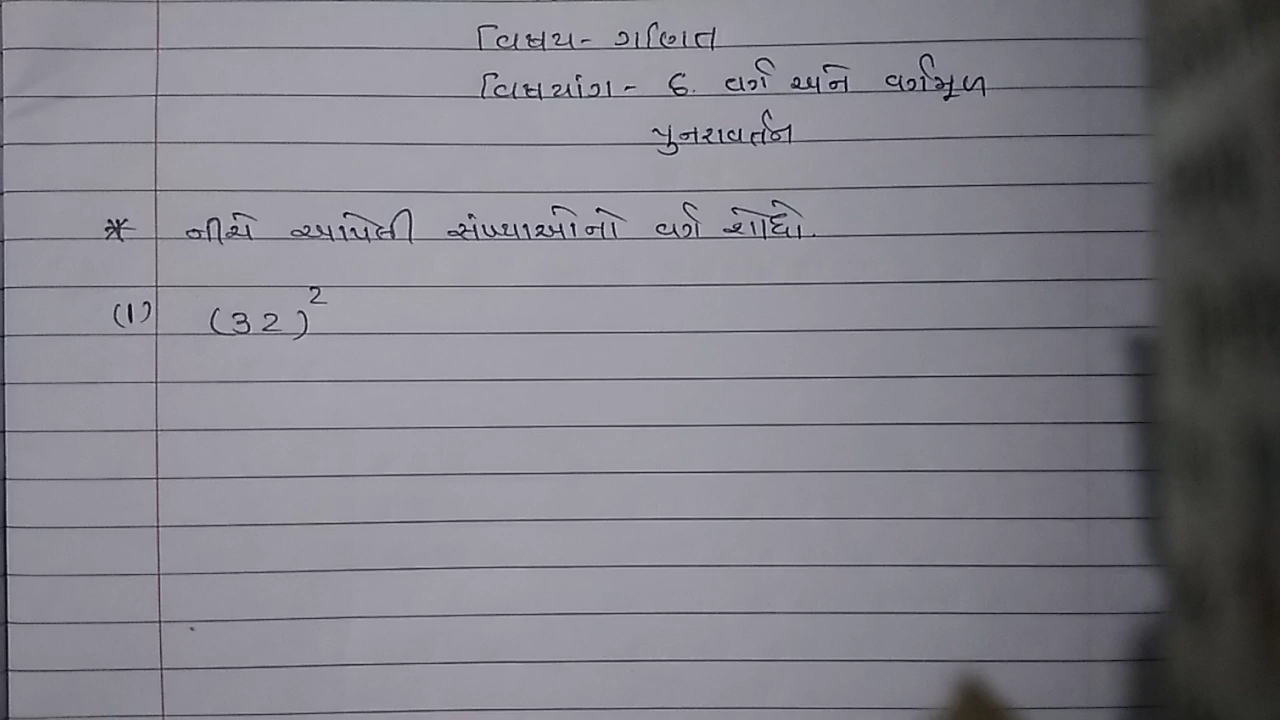 વિષય- ગણિત
વિષયાંગ - 6. વર્ગ અને વર્ગમૂળ
પુનરાવર્તન
* નીચે આપેલી સંખ્યાઓનો વર્ગ શોધો.
(1) (32)²